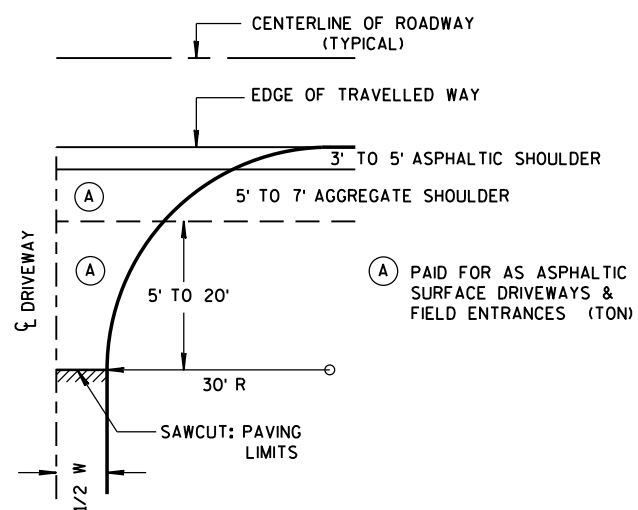 CENTERLINE OF ROADWAY
(TYPICAL)
EDGE OF TRAVELLED WAY
3' TO 5' ASPHALTIC SHOULDER
A
5' TO 7' AGGREGATE SHOULDER
A
A PAID FOR AS ASPHALTIC
SURFACE DRIVEWAYS &
FIELD ENTRANCES (TON)
℄ DRIVEWAY
5' TO 20'
30' R
SAWCUT: PAVING
LIMITS
1/2 W